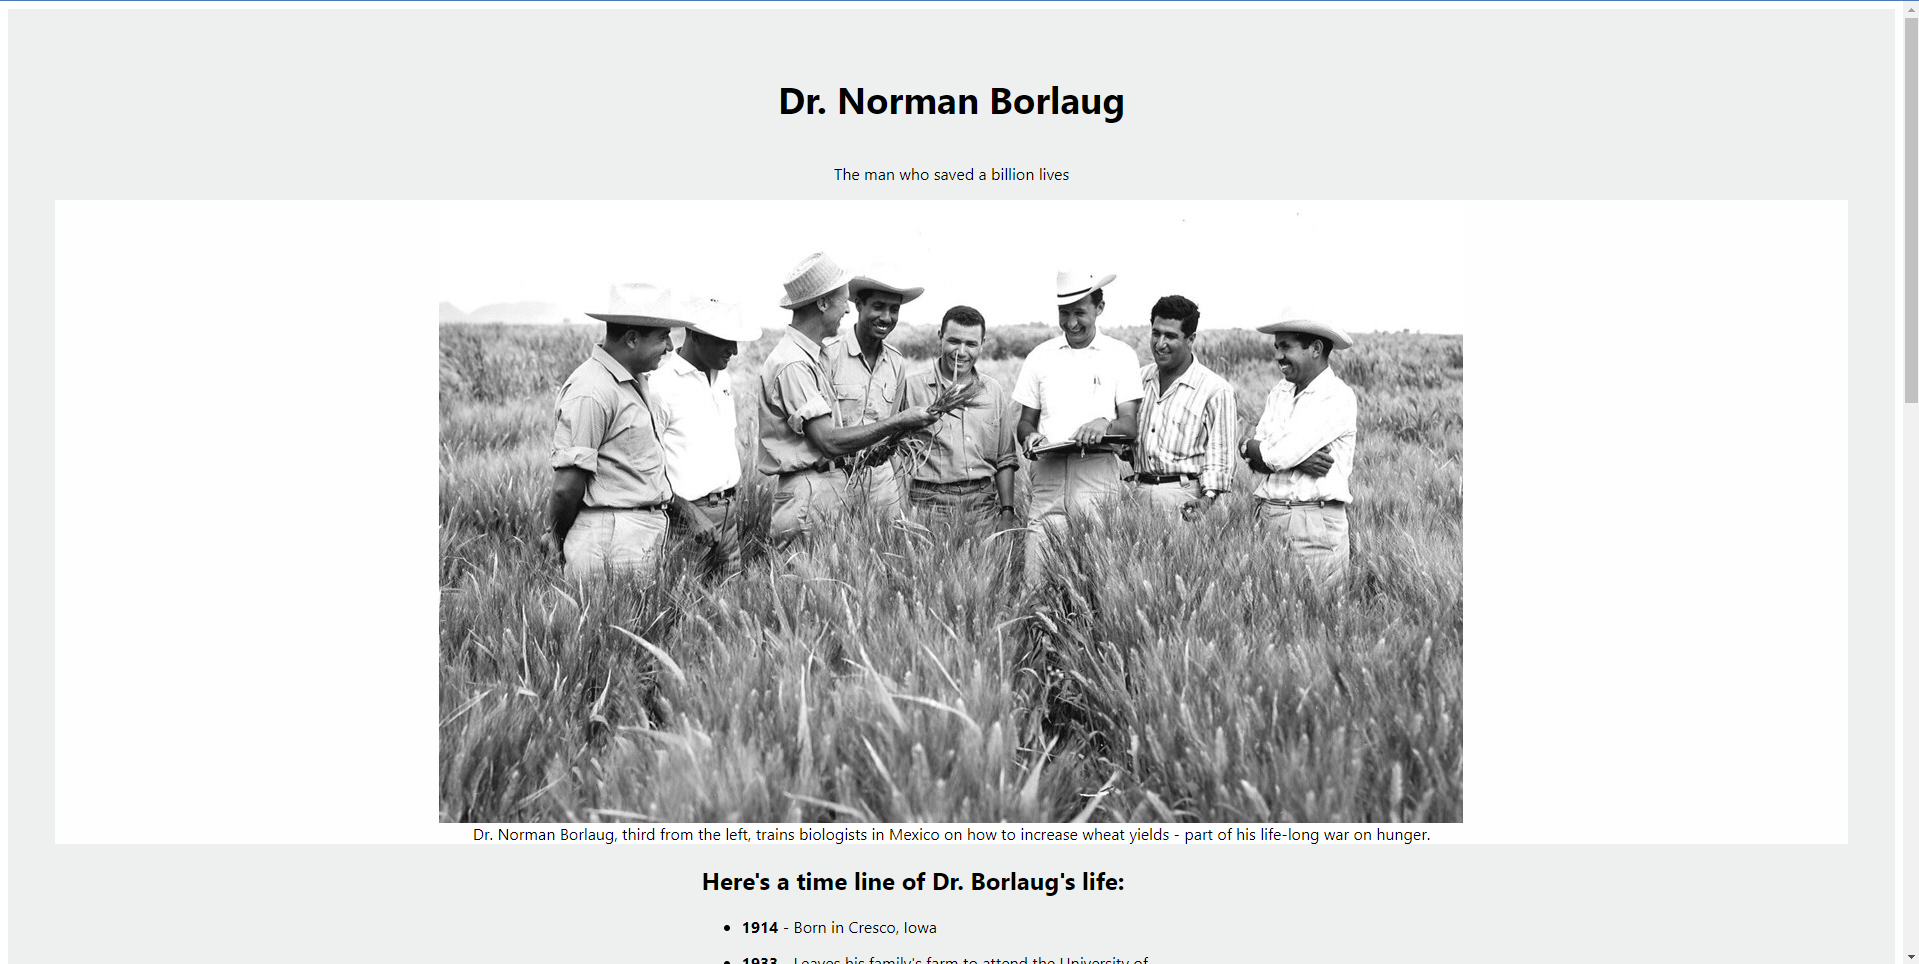 Dr. Norman Borlaug
The man who saved a billion lives
Dr. Norman Borlaug, third from the left, trains biologists in Mexico on how to increase wheat yields - part of his life-long war on hunger.
Here's a time line of Dr. Borlaug's life:
1914 - Born in Cresco, Iowa
1933 - Leaves his family's farm to attend the University of